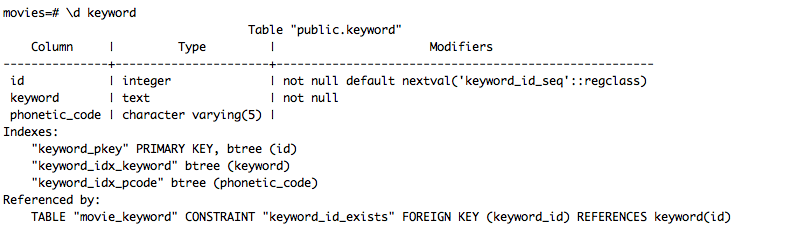 movies=# \d keyword
                                  Table "public.keyword"
    Column     |         Type         |                      Modifiers
---------------+----------------------+------------------------------------------------------
 id            | integer              | not null default nextval('keyword_id_seq'::regclass)
 keyword       | text                 | not null
 phonetic_code | character varying(5) |
Indexes:
    "keyword_pkey" PRIMARY KEY, btree (id)
    "keyword_idx_keyword" btree (keyword)
    "keyword_idx_pcode" btree (phonetic_code)
Referenced by:
    TABLE "movie_keyword" CONSTRAINT "keyword_id_exists" FOREIGN KEY (keyword_id) REFERENCES keyword(id)